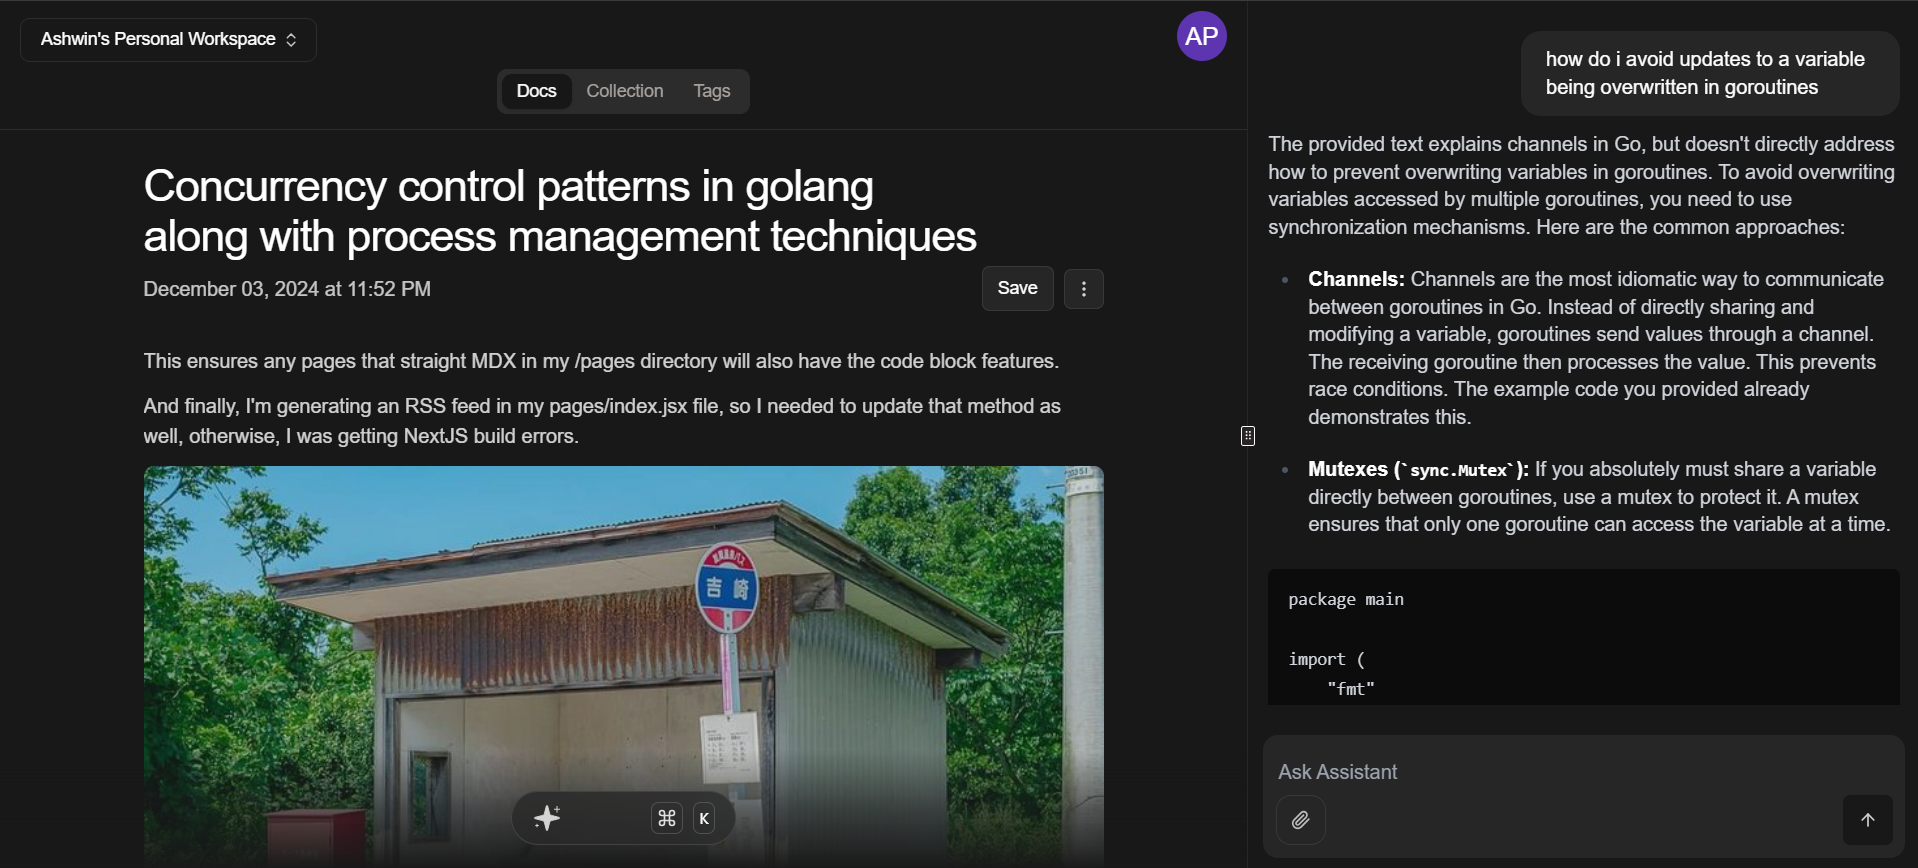 Ashwin's Personal Workspace
AP
Docs Collection Tags
Concurrency control patterns in golang
along with process management techniques
December 03, 2024 at 11:52 PM
Save
This ensures any pages that straight MDX in my /pages directory will also have the code block features.
And finally, I'm generating an RSS feed in my pages/index.jsx file, so I needed to update that method as
well, otherwise, I was getting NextJS build errors.
吉崎
⌘ K
how do i avoid updates to a variable
being overwritten in goroutines
The provided text explains channels in Go, but doesn't directly address
how to prevent overwriting variables in goroutines. To avoid overwriting
variables accessed by multiple goroutines, you need to use
synchronization mechanisms. Here are the common approaches:
• Channels: Channels are the most idiomatic way to communicate
between goroutines in Go. Instead of directly sharing and
modifying a variable, goroutines send values through a channel.
The receiving goroutine then processes the value. This prevents
race conditions. The example code you provided already
demonstrates this.
• Mutexes (`sync.Mutex`): If you absolutely must share a variable
directly between goroutines, use a mutex to protect it. A mutex
ensures that only one goroutine can access the variable at a time.
package main
import (
"fmt"
Ask Assistant